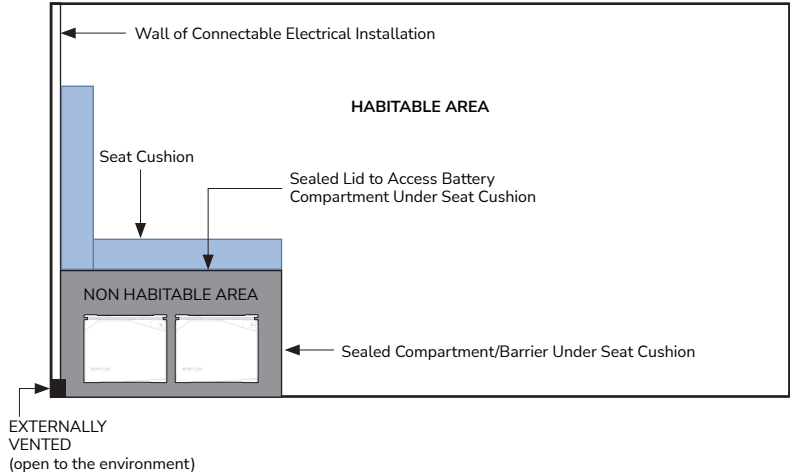 Wall of Connectable Electrical Installation
HABITABLE AREA
Seat Cushion
Sealed Lid to Access Battery
Compartment Under Seat Cushion
NON HABITABLE AREA
Sealed Compartment/Barrier Under Seat Cushion
EXTERNALLY
VENTED
(open to the environment)